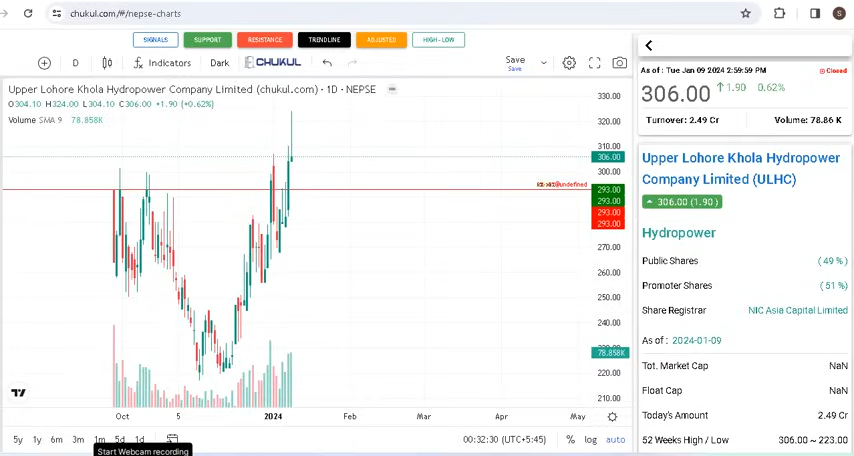 chukul.com/#/nepse-charts
S
SIGNALS SUPPORT RESISTANCE TRENDLINE ADJUSTED HIGH-LOW
D Indicators Dark CHUKUL Save
Save
Upper Lohore Khola Hydropower Company Limited (chukul.com) · 1D · NEPSE
O304.10 H324.00 L304.10 C306.00 +1.90 (+0.62%)
Volume SMA 9 78.858K
330.00
320.00
310.00
306.00
300.00
293.00
293.00
293.00
293.00
270.00
260.00
250.00
240.00
230.00
78.858K
220.00
210.00
Oct 5 2024 Feb Mar Apr May
5y 1y 6m 3m 1m 5d 1d 00:32:30 (UTC+5:45) % log auto
Start Webcam recording
As of : Tue Jan 09 2024 2:59:59 PM Closed
306.00 1.90 0.62%
Turnover: 2.49 Cr Volume: 78.86 K
Upper Lohore Khola Hydropower
Company Limited (ULHC)
306.00 (1.90)
Hydropower
Public Shares ( 49 % )
Promoter Shares ( 51 % )
Share Registrar NIC Asia Capital Limited
As of : 2024-01-09
Tot. Market Cap NaN
Float Cap NaN
Today's Amount 2.49 Cr
52 Weeks High / Low 306.00 ~ 223.00